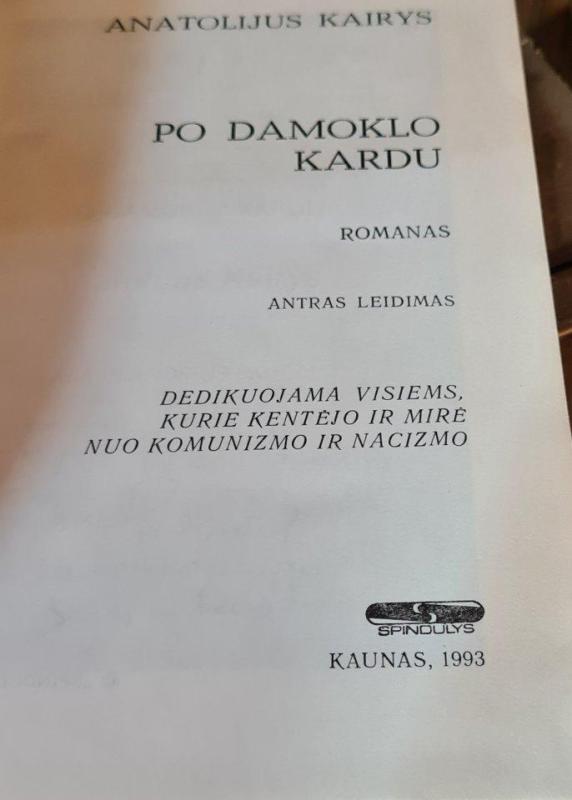 ANATOLIJUS KAIRYS
PO DAMOKLO
KARDU
ROMANAS
ANTRAS LEIDIMAS
DEDIKUOJAMA VISIEMS,
KURIE KENTĖJO IR MIRĖ
NUO KOMUNIZMO IR NACIZMO
SPINDULYS
KAUNAS, 1993